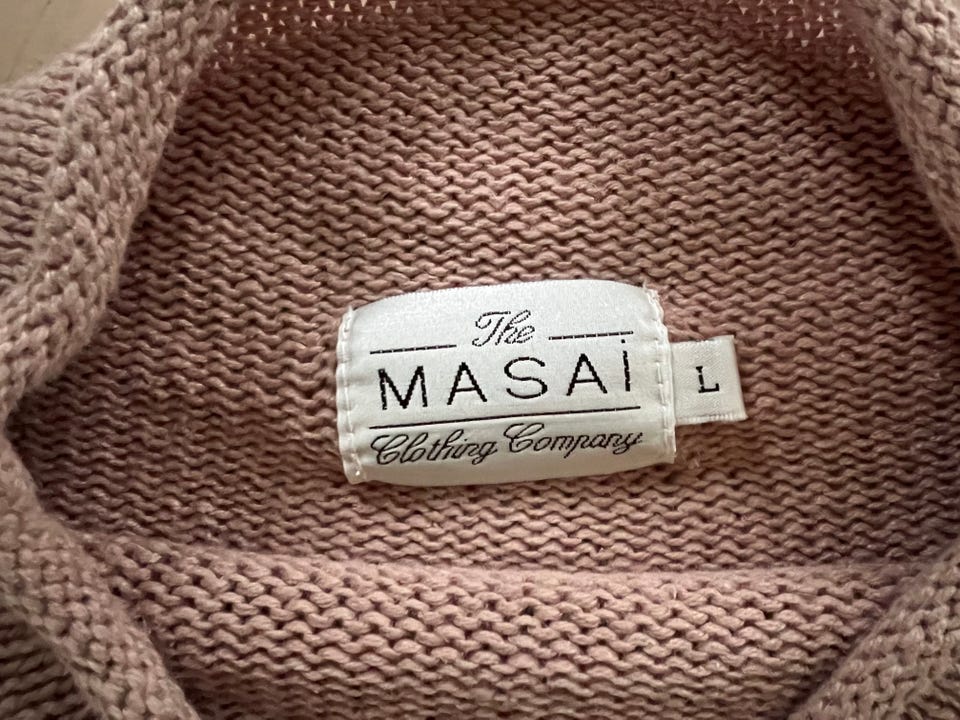 The
MASAi
Clothing Company
L